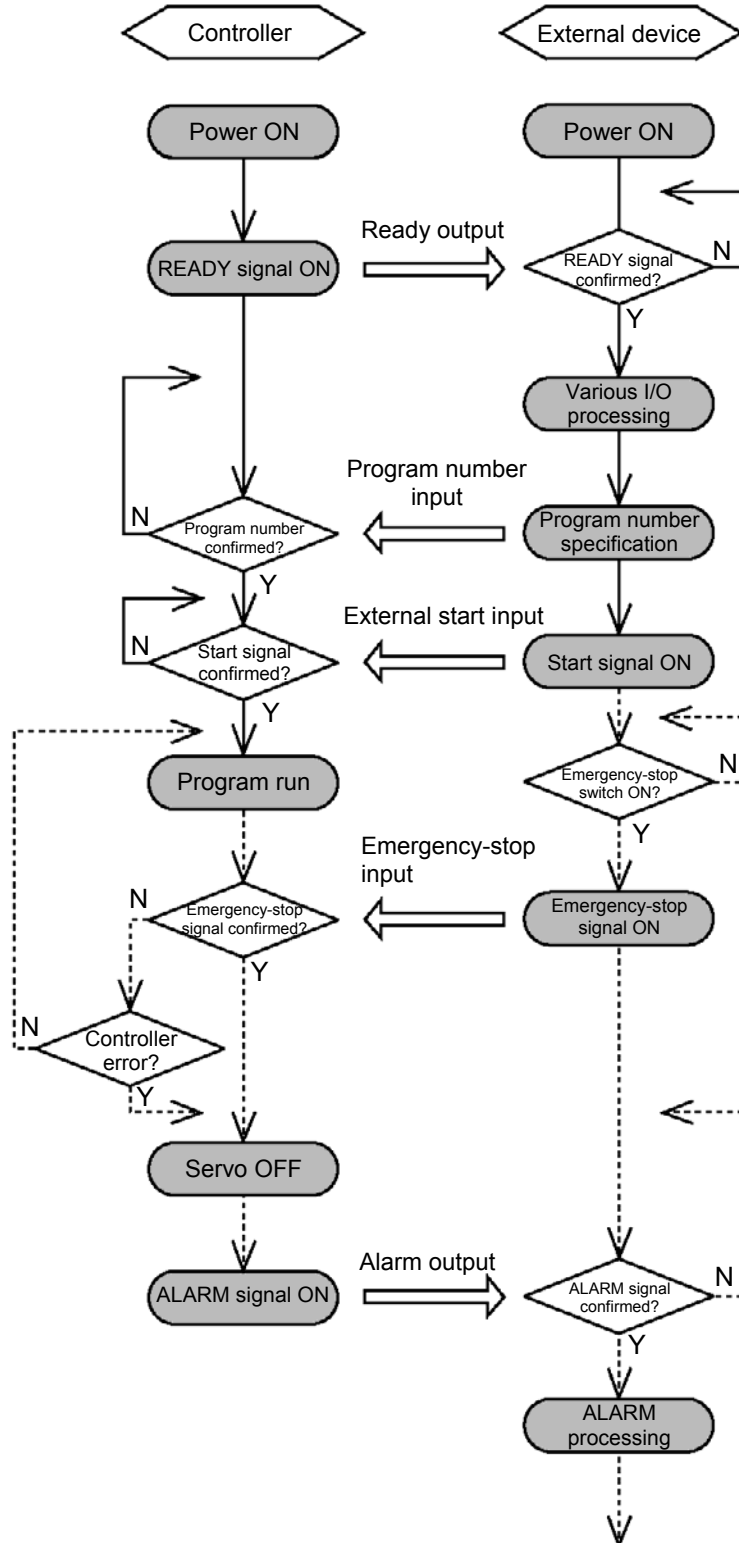 Controller
External device
Power ON
Power ON
READY signal ON
Ready output
READY signal
confirmed?
N
Y
Various I/O
processing
Program number
input
N
Program number
confirmed?
Y
Program number
specification
External start input
N
Start signal
confirmed?
Y
Start signal ON
Program run
Emergency-stop
switch ON?
N
Y
Emergency-stop
input
N
Emergency-stop
signal confirmed?
Y
Emergency-stop
signal ON
N
Controller
error?
Y
Servo OFF
ALARM signal ON
Alarm output
ALARM signal
confirmed?
N
Y
ALARM
processing